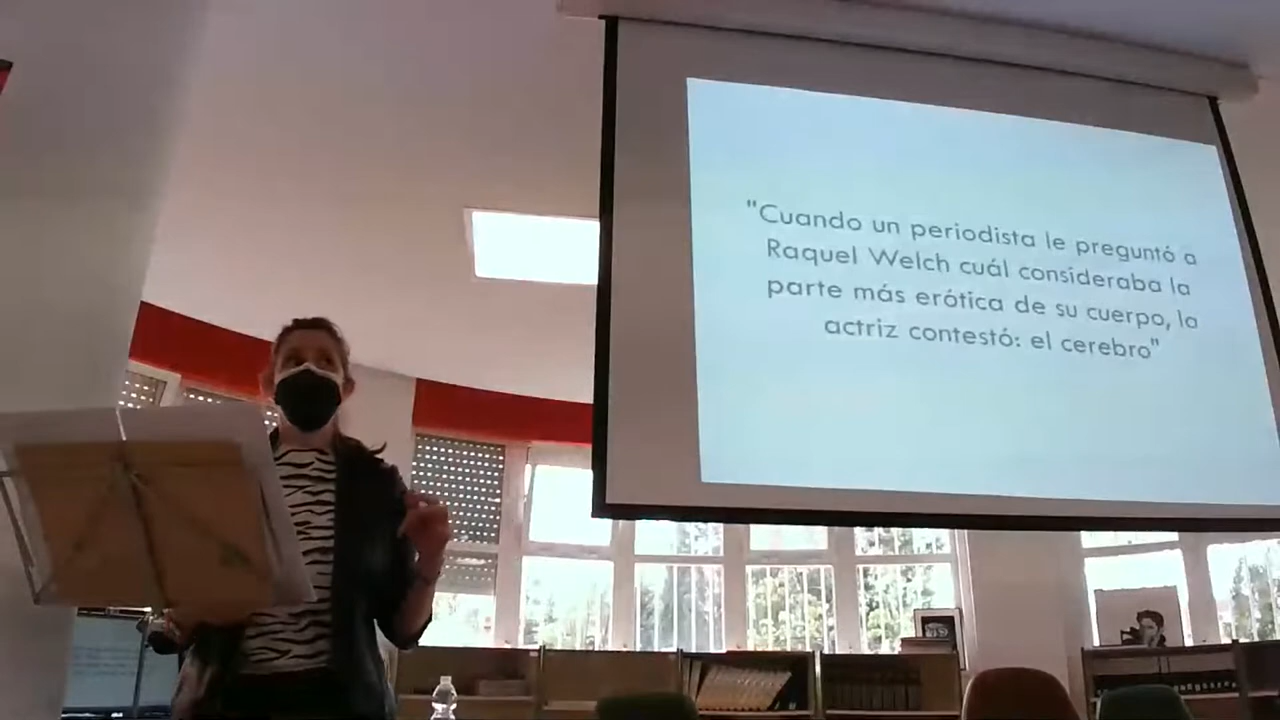 "Cuando un periodista le preguntó a
Raquel Welch cuál consideraba la
parte más erótica de su cuerpo, la
actriz contestó: el cerebro"